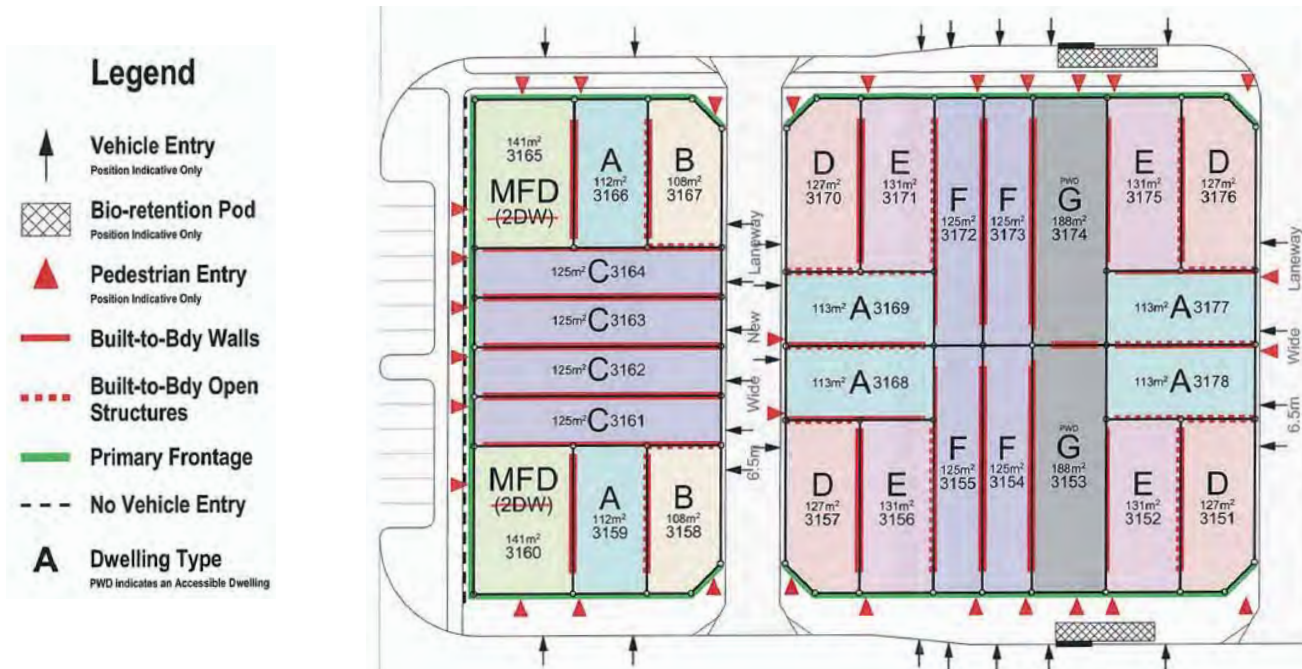 Legend
Vehicle Entry
Position Indicative Only
Bio-retention Pod
Position Indicative Only
Pedestrian Entry
Position Indicative Only
Built-to-Bdy Walls
Built-to-Bdy Open
Structures
Primary Frontage
No Vehicle Entry
A Dwelling Type
PWD indicates an Accessible Dwelling
141m²
3165
MFD
(2DW)
A
112m²
3166
B
108m²
3167
125m² C 3164
125m² C 3163
125m² C 3162
125m² C 3161
MFD
(2DW)
141m²
3160
A
112m²
3159
B
108m²
3158
6.5m Wide New Laneway
D
127m²
3170
E
131m²
3171
F
125m²
3172
F
125m²
3173
PWD
G
188m²
3174
E
131m²
3175
D
127m²
3176
113m² A 3169
113m² A 3177
113m² A 3168
113m² A 3178
D
127m²
3157
E
131m²
3156
F
125m²
3155
F
125m²
3154
PWD
G
188m²
3153
E
131m²
3152
D
127m²
3151
6.5m Wide Laneway